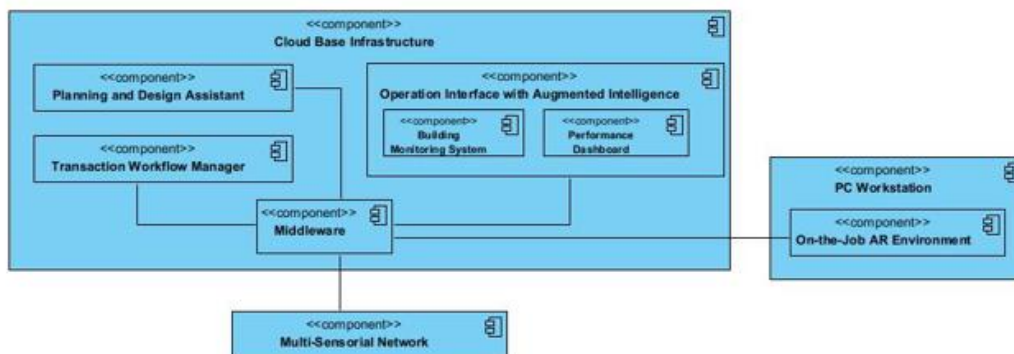 <<component>>
Cloud Base Infrastructure
<<component>>
Planning and Design Assistant
<<component>>
Operation Interface with Augmented Intelligence
<<component>>
Building
Monitoring System
<<component>>
Performance
Dashboard
<<component>>
Transaction Workflow Manager
<<component>>
Middleware
<<component>>
PC Workstation
<<component>>
On-the-Job AR Environment
<<component>>
Multi-Sensorial Network